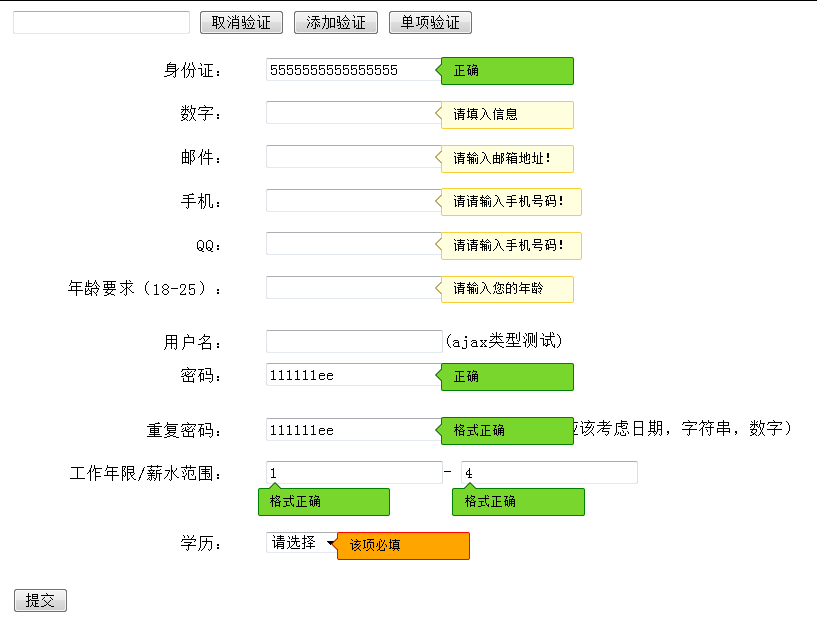 取消验证 添加验证 单项验证
身份证： 5555555555555555 正确
数字： 请填入信息
邮件： 请输入邮箱地址！
手机： 请请输入手机号码！
QQ： 请请输入手机号码！
年龄要求（18-25）： 请输入您的年龄
用户名： (ajax类型测试)
密码： 111111ee 正确
重复密码： 111111ee 格式正确 该考虑日期，字符串，数字）
工作年限/薪水范围： 1 - 4
格式正确 格式正确
学历： 请选择 该项必填
提交